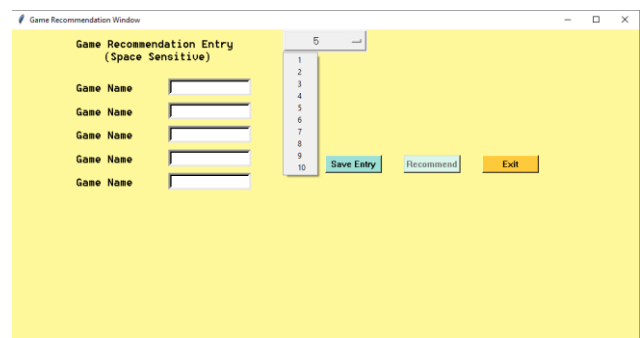 Game Recommendation Window
Game Recommendation Entry
(Space Sensitive)
5
1
2
3
4
5
6
7
8
9
10
Game Name
Game Name
Game Name
Game Name
Game Name
Save Entry
Recommend
Exit